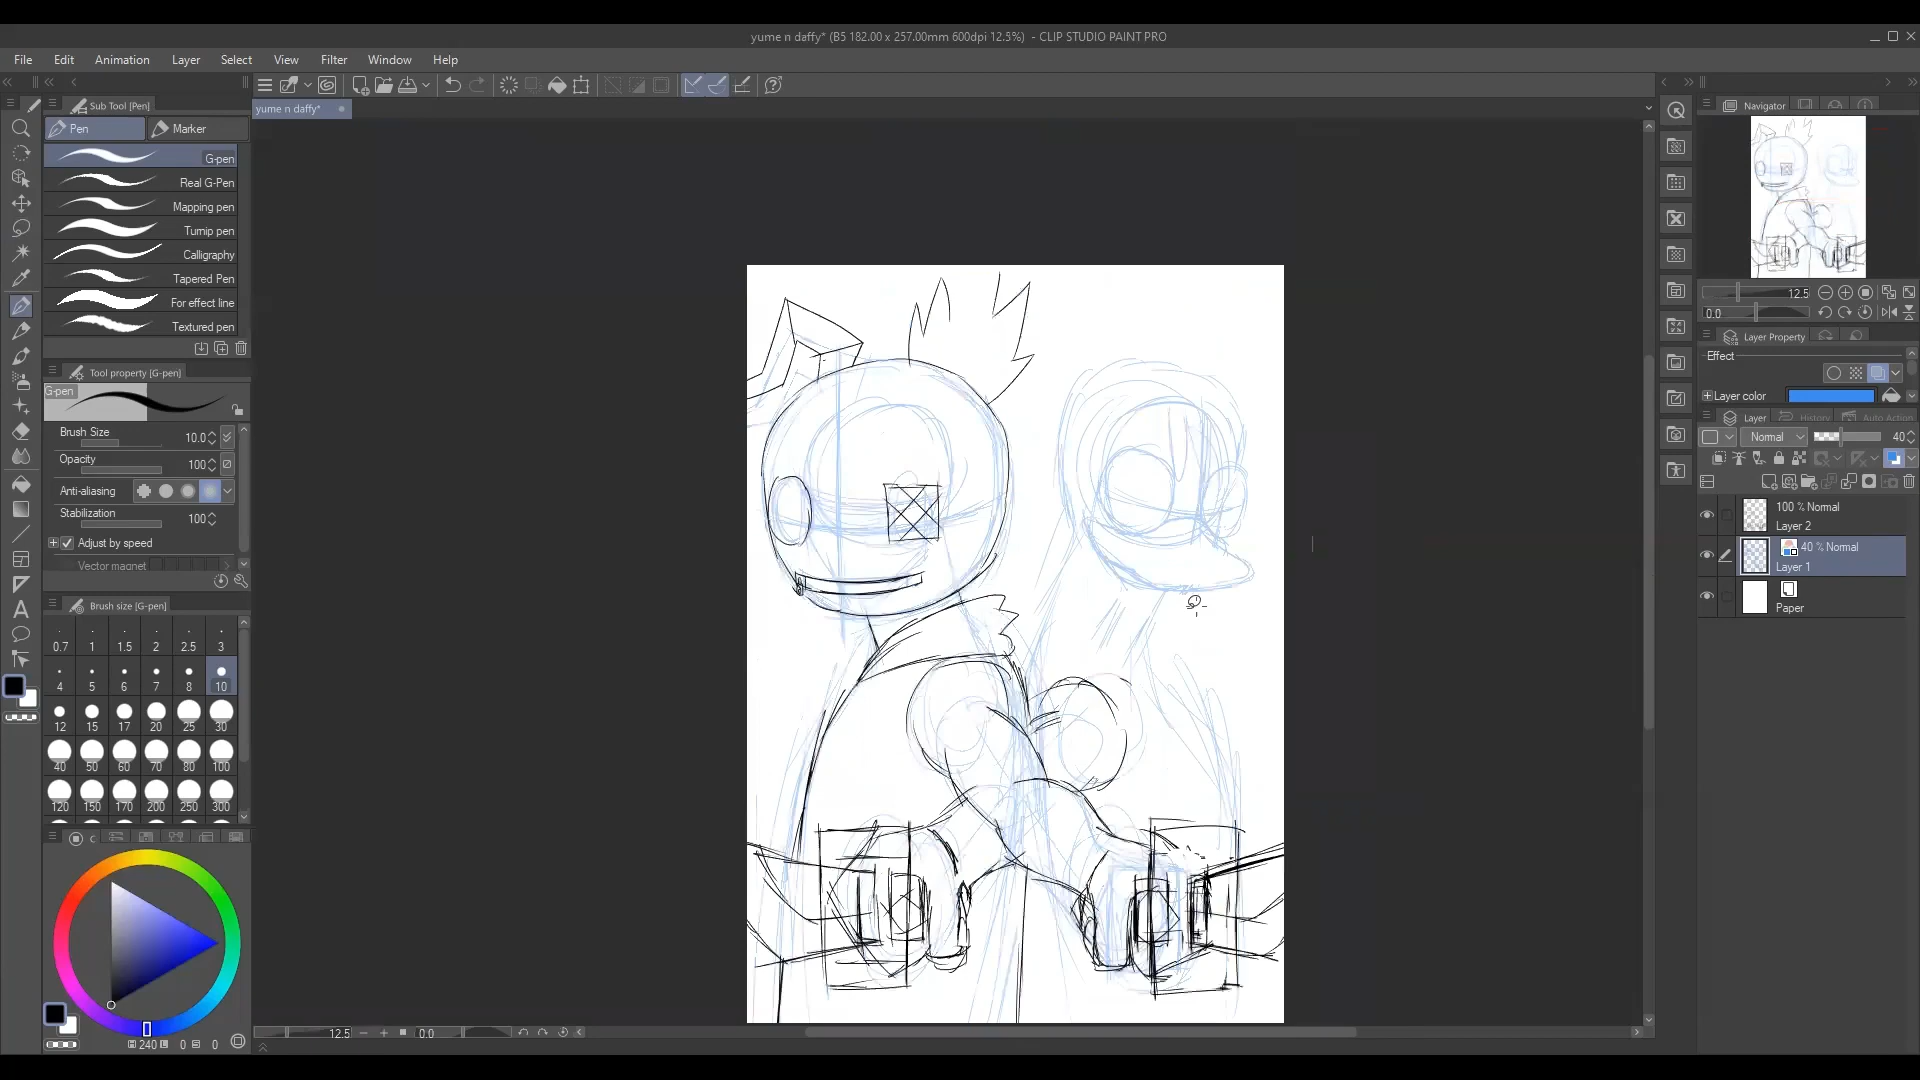 yume n daffy* (B5 182.00 x 257.00mm 600dpi 12.5%) - CLIP STUDIO PAINT PRO
File Edit Animation Layer Select View Filter Window Help
Sub Tool [Pen]
yume n daffy*
Navigator
Pen Marker
G-pen
Real G-Pen
Mapping pen
Turnip pen
Calligraphy
Tapered Pen
For effect line
Textured pen
12.5
0.0
Tool property [G-pen]
G-pen
Brush Size 10.0
Opacity 100
Anti-aliasing
Stabilization 100
Adjust by speed
Vector magnet
Layer Property
Effect
Layer color
Layer History Auto Action
Normal 40
100 % Normal
Layer 2
40 % Normal
Layer 1
Paper
Brush size [G-pen]
0.7 1 1.5 2 2.5 3
4 5 6 7 8 10
12 15 17 20 25 30
40 50 60 70 80 100
120 150 170 200 250 300
240 0 0
12.5 0.0